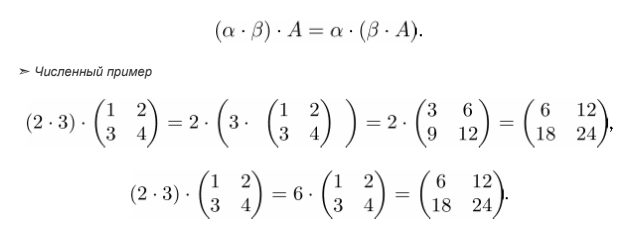 (α · β) · A = α · (β · A).
➣ Численный пример
(2 · 3) · (1 2 3 4) = 2 · (3 · (1 2 3 4)) = 2 · (3 6 9 12) = (6 12 18 24),
(2 · 3) · (1 2 3 4) = 6 · (1 2 3 4) = (6 12 18 24).